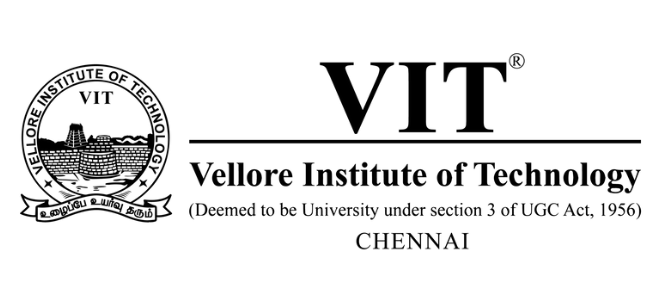 VELLORE INSTITUTE OF TECHNOLOGY
VIT
உழைப்பே உயர்வு தரும்
VIT®
Vellore Institute of Technology
(Deemed to be University under section 3 of UGC Act, 1956)
CHENNAI